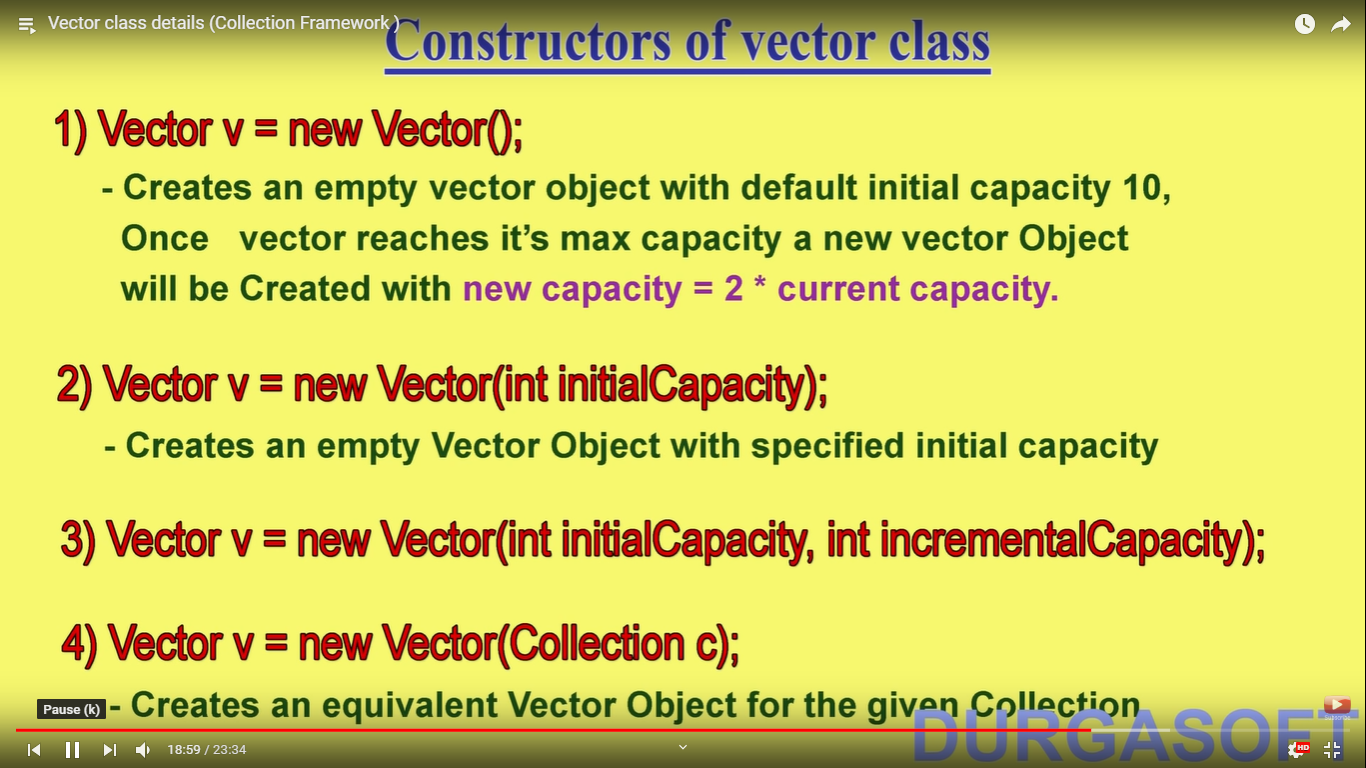 Vector class details (Collection Framework )
Constructors of vector class
1) Vector v = new Vector();
- Creates an empty vector object with default initial capacity 10,
Once vector reaches it’s max capacity a new vector Object
will be Created with new capacity = 2 * current capacity.
2) Vector v = new Vector(int initialCapacity);
- Creates an empty Vector Object with specified initial capacity
3) Vector v = new Vector(int initialCapacity, int incrementalCapacity);
4) Vector v = new Vector(Collection c);
- Creates an equivalent Vector Object for the given Collection
Pause (k)
Subscribe
DURGASOFT
18:59 / 23:34
HD